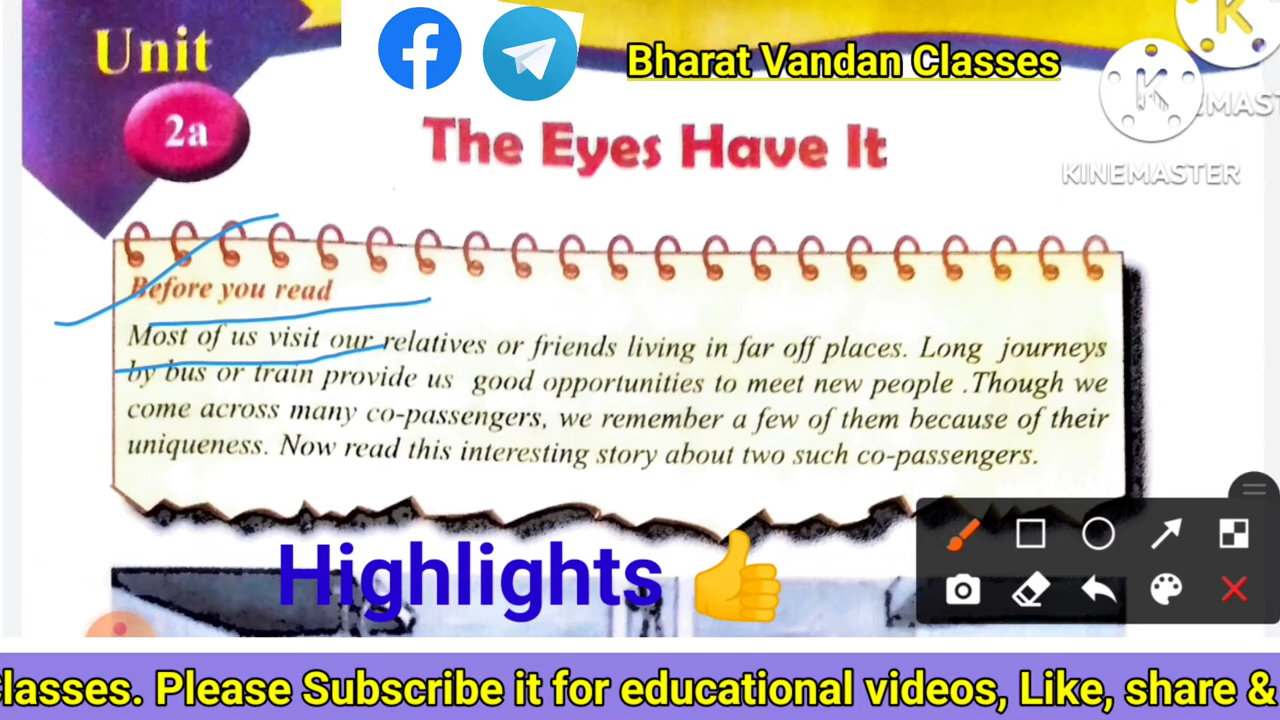 Unit
2a
Bharat Vandan Classes
K
K
KINEMASTER
The Eyes Have It
Before you read
Most of us visit our relatives or friends living in far off places. Long journeys
by bus or train provide us good opportunities to meet new people .Though we
come across many co-passengers, we remember a few of them because of their
uniqueness. Now read this interesting story about two such co-passengers.
Highlights
Classes. Please Subscribe it for educational videos, Like, share &